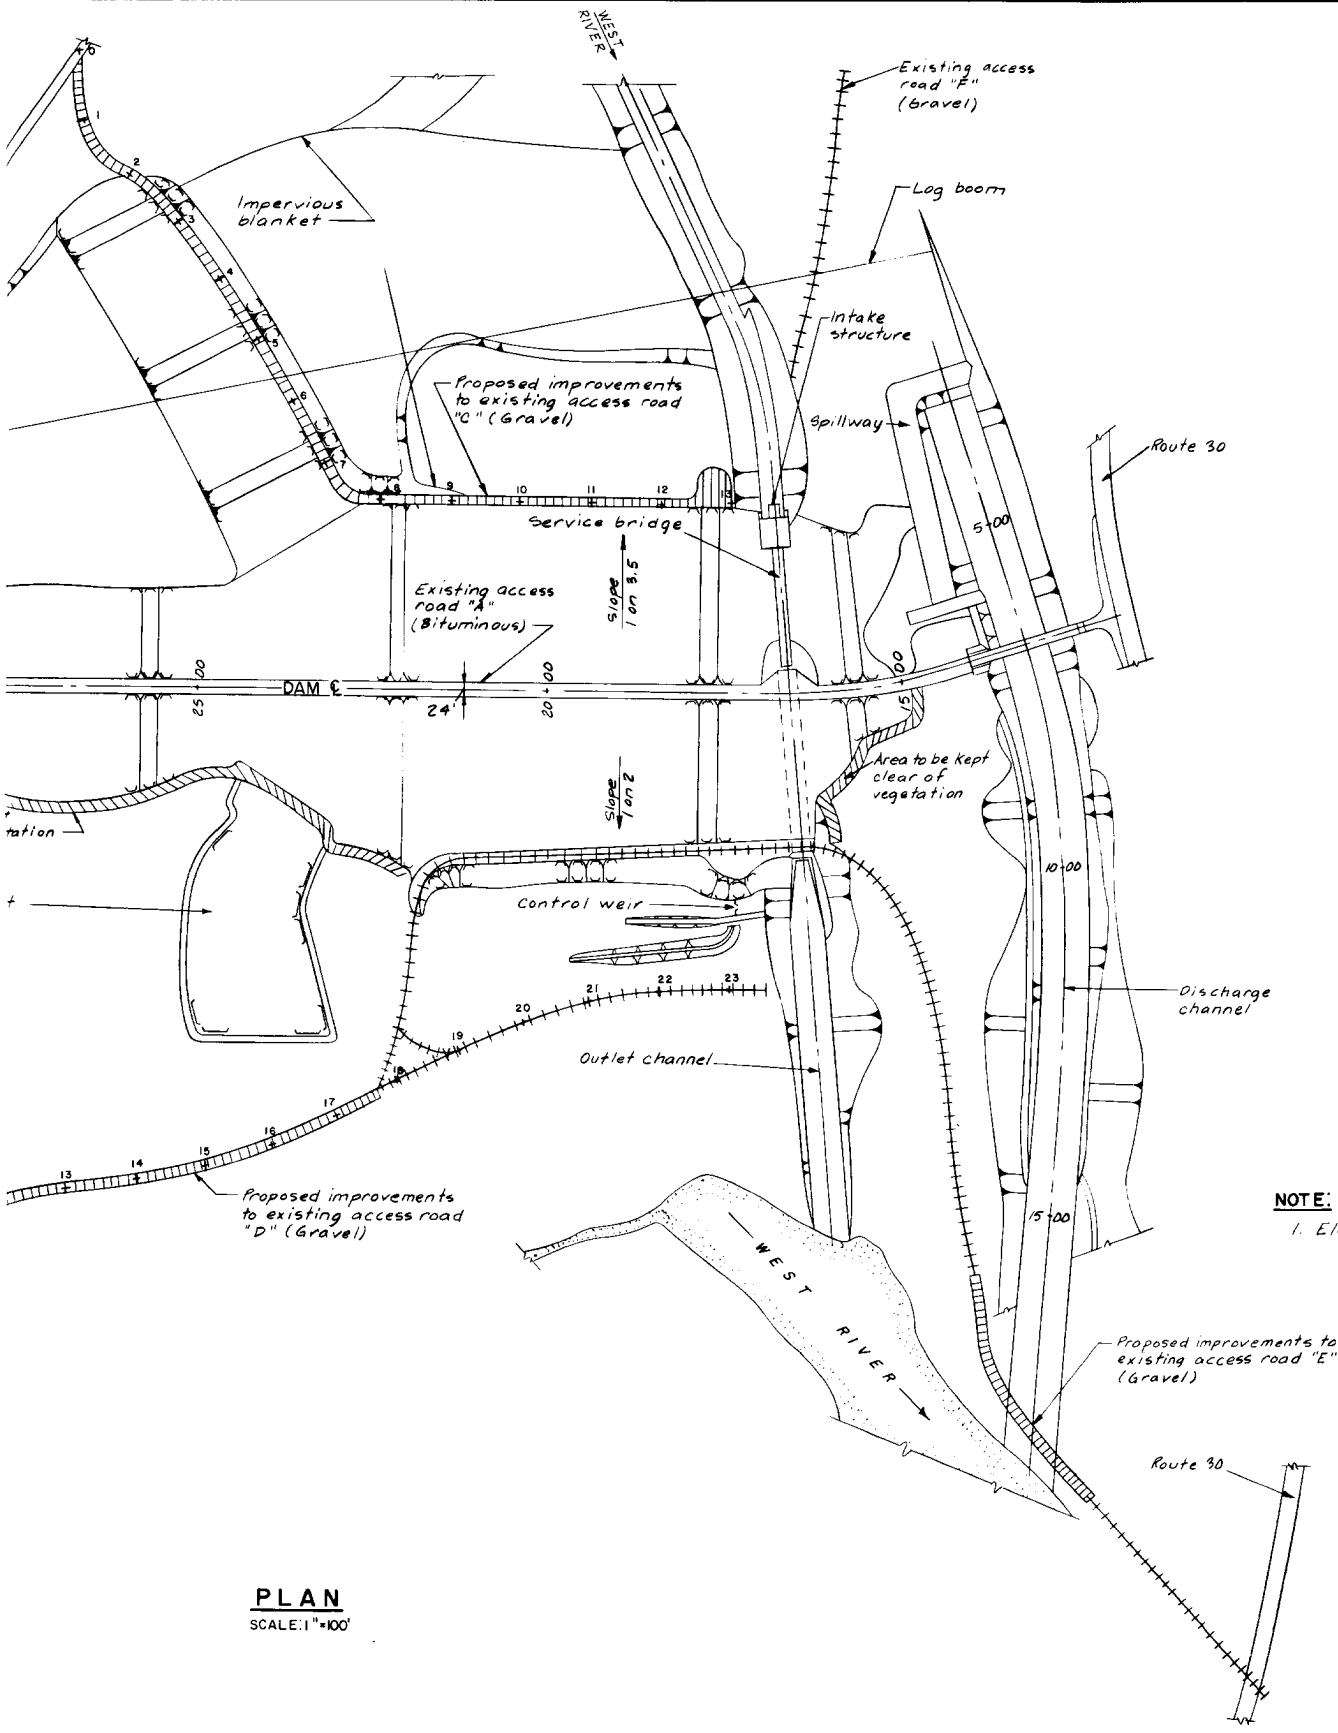 WEST
RIVER
Existing access
road "F"
(Gravel)
0
1
2
3
4
5
6
7
8
9
10
11
12
13
Impervious
blanket
Log boom
Intake
structure
Proposed improvements
to existing access road
"C" (Gravel)
Spillway
Route 30
5+00
Service bridge
Slope
1 on 3.5
Existing access
road "A"
(Bituminous)
25+00
DAM ℄
24'
20+00
15+00
Slope
1 on 2
Area to be kept
clear of
vegetation
tation
t
10+00
Control weir
Discharge
channel
Outlet channel
23
22
21
20
19
18
17
16
15
14
13
Proposed improvements
to existing access road
"D" (Gravel)
15+00
NOTE:
1. El
WEST RIVER
Proposed improvements to
existing access road "E"
(Gravel)
Route 30
PLAN
SCALE: 1"=100'